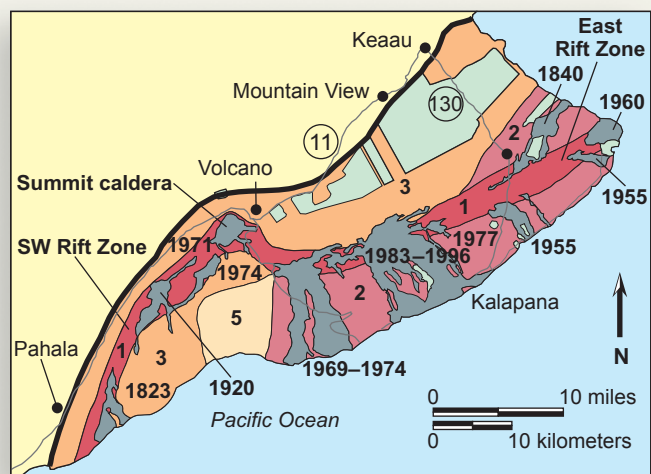 Keaau
East
Rift Zone
Mountain View
1840
130
1960
11
2
Volcano
3
Summit caldera
1955
1
SW Rift Zone
1971
1977
1974
1983–1996
1955
5
2
Kalapana
N
Pahala
1
3
1969–1974
1823
1920
Pacific Ocean
0
10 miles
0
10 kilometers